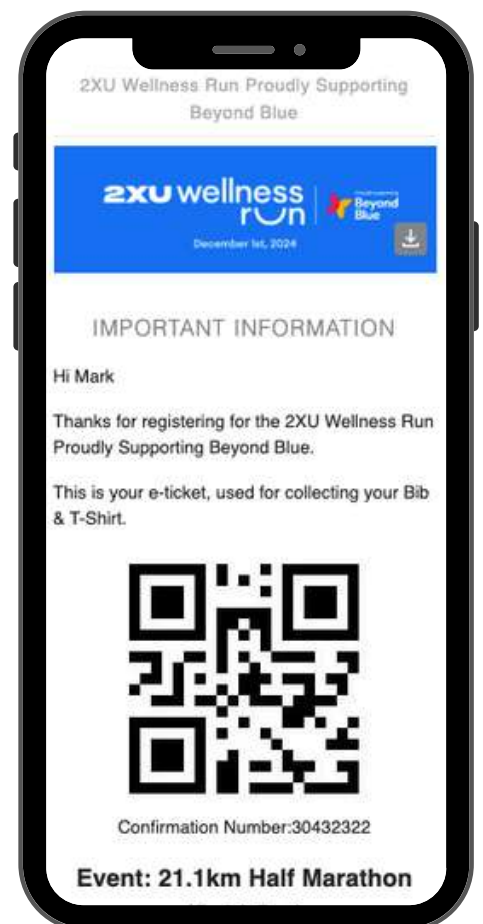 2XU Wellness Run Proudly Supporting
Beyond Blue
2XU wellness
run
Beyond
Blue
December 1st, 2024
IMPORTANT INFORMATION
Hi Mark
Thanks for registering for the 2XU Wellness Run
Proudly Supporting Beyond Blue.
This is your e-ticket, used for collecting your Bib
& T-Shirt.
Confirmation Number:30432322
Event: 21.1km Half Marathon